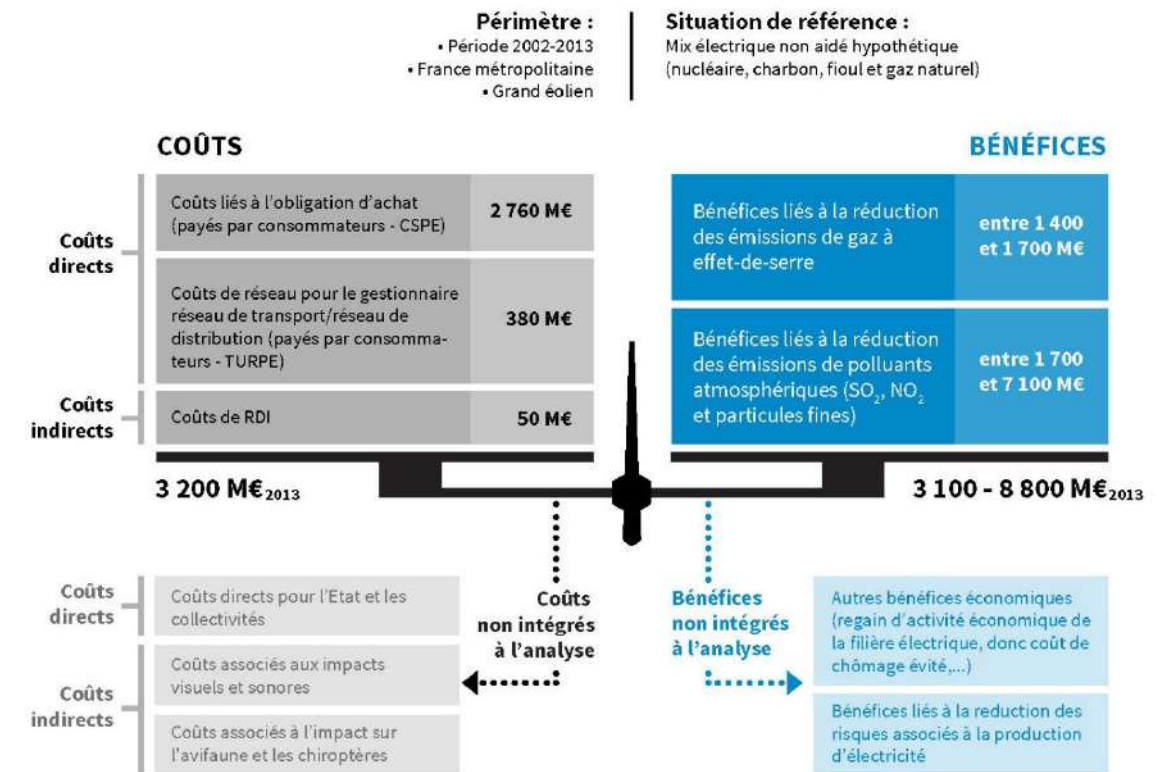 Périmètre :
• Période 2002-2013
• France métropolitaine
• Grand éolien
Situation de référence :
Mix électrique non aidé hypothétique
(nucléaire, charbon, fioul et gaz naturel)
COÛTS
Coûts
directs
Coûts liés à l'obligation d'achat
(payés par consommateurs - CSPE)
2 760 M€
Coûts de réseau pour le gestionnaire
réseau de transport/réseau de
distribution (payés par consomma-
teurs - TURPE)
380 M€
Coûts
indirects
Coûts de RDI
50 M€
3 200 M€2013
BÉNÉFICES
Bénéfices liés à la réduction
des émissions de gaz à
effet-de-serre
entre 1 400
et 1 700 M€
Bénéfices liés à la réduction
des émissions de polluants
atmosphériques (SO2, NO2
et particules fines)
entre 1 700
et 7 100 M€
3 100 - 8 800 M€2013
Coûts
directs
Coûts directs pour l'Etat et les
collectivités
Coûts
indirects
Coûts associés aux impacts
visuels et sonores
Coûts associés à l'impact sur
l'avifaune et les chiroptères
Coûts
non intégrés
à l'analyse
Bénéfices
non intégrés
à l'analyse
Autres bénéfices économiques
(regain d'activité économique de
la filière électrique, donc coût de
chômage évité,...)
Bénéfices liés à la reduction des
risques associés à la production
d'électricité